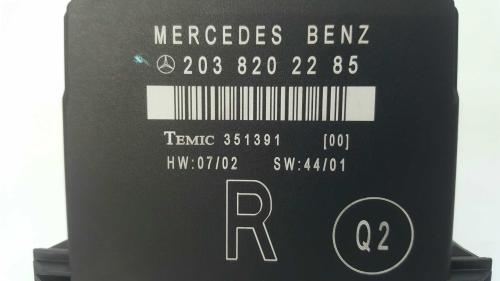 MERCEDES BENZ
203 820 22 85
TEMIC 351391 [00]
HW:07/02 SW:44/01
R
Q2